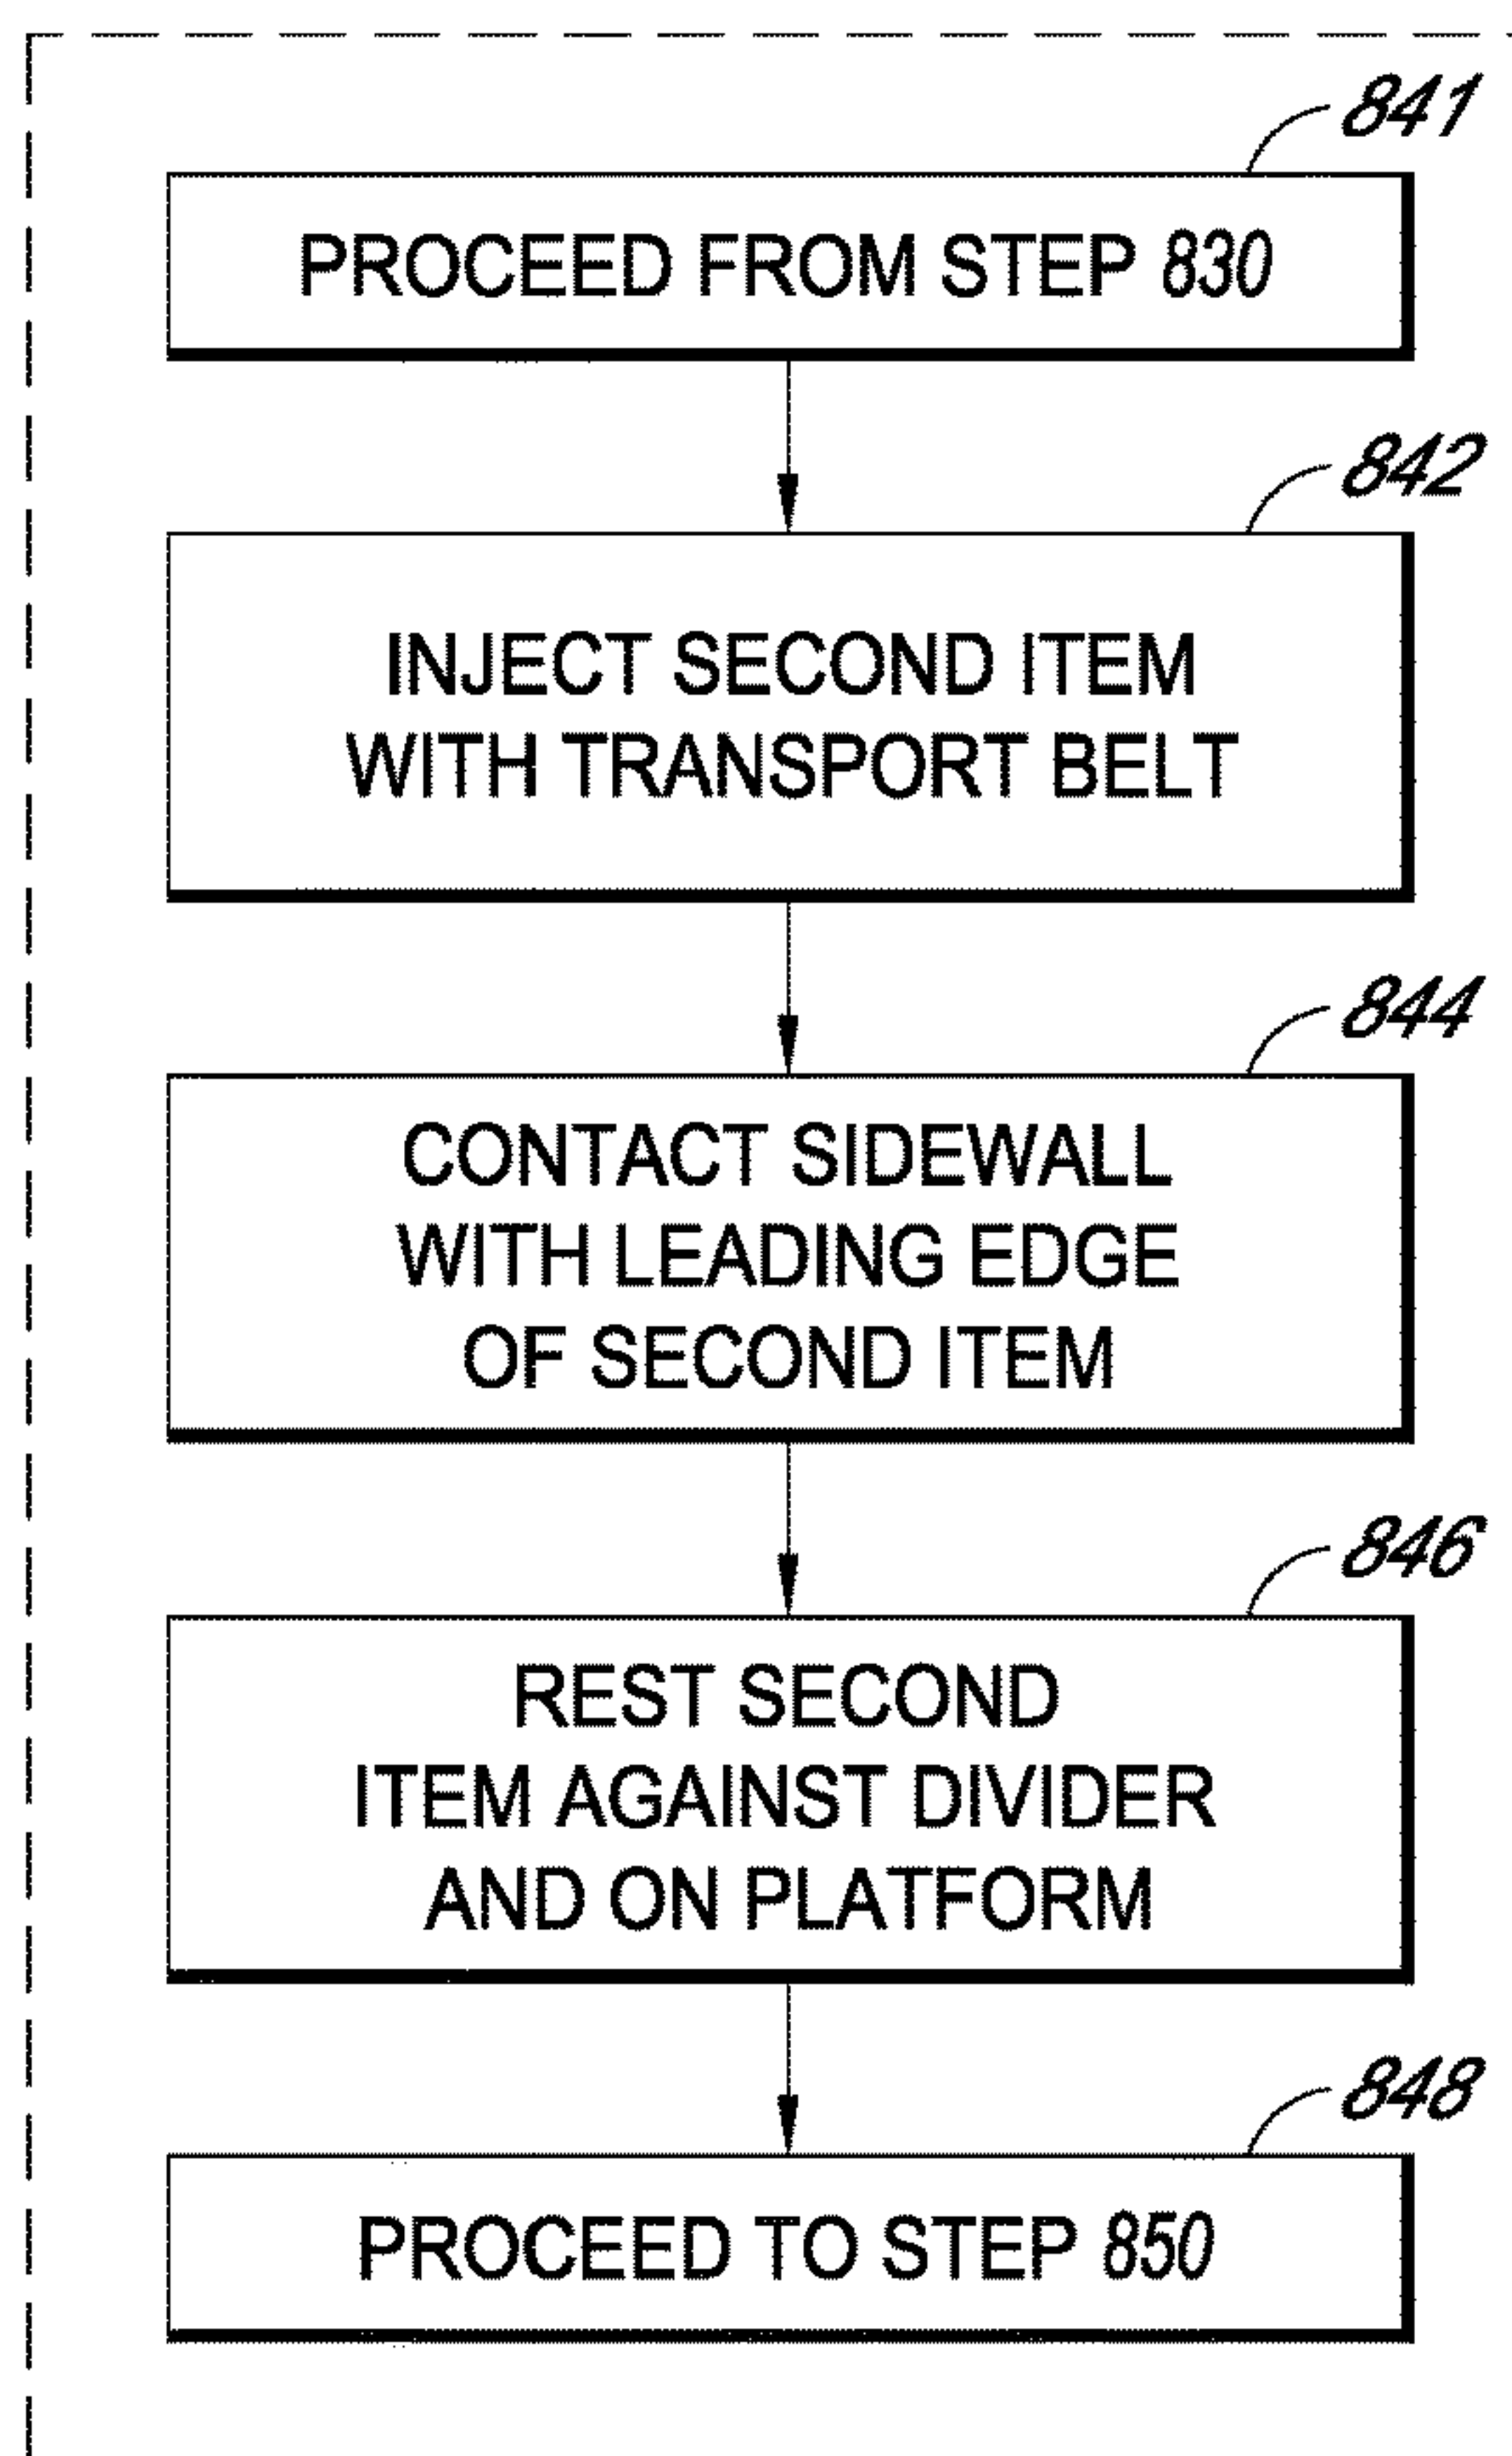 841
PROCEED FROM STEP 830
842
INJECT SECOND ITEM
WITH TRANSPORT BELT
844
CONTACT SIDEWALL
WITH LEADING EDGE
OF SECOND ITEM
846
REST SECOND
ITEM AGAINST DIVIDER
AND ON PLATFORM
848
PROCEED TO STEP 850